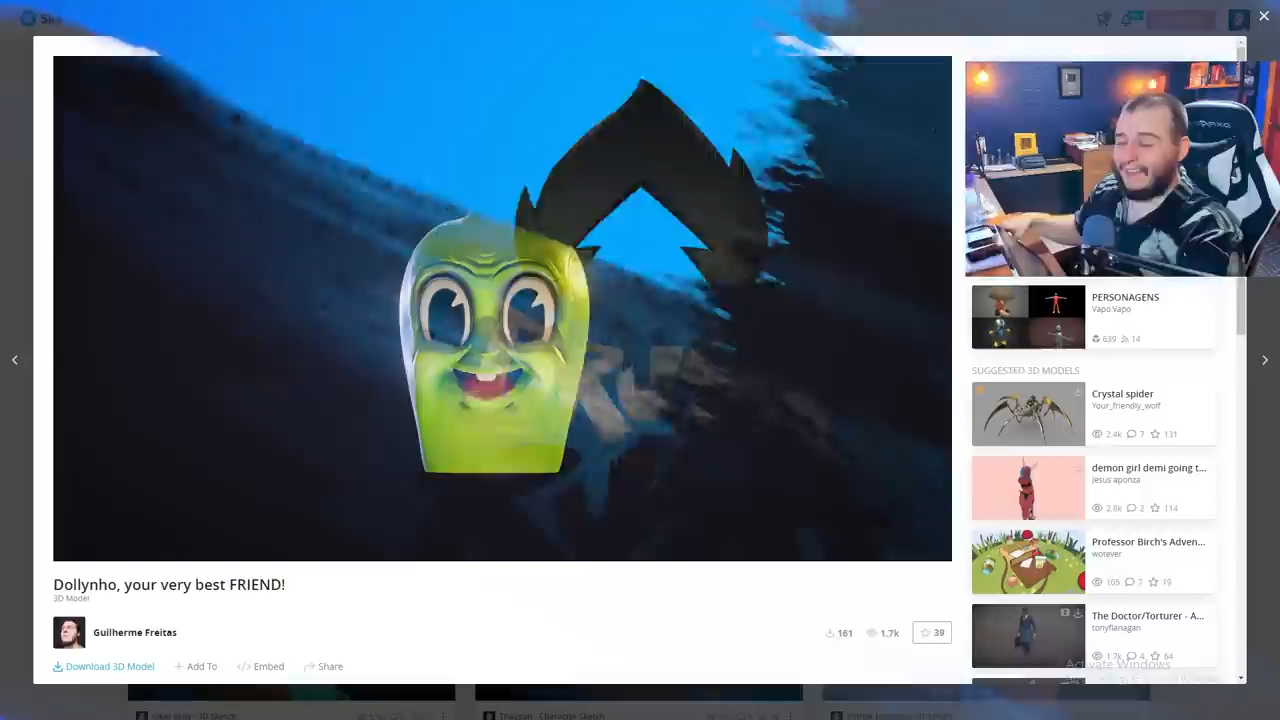 PERSONAGENS
Vapo Vapo
639 14
SUGGESTED 3D MODELS
Crystal spider
Your_friendly_wolf
2.4k 7 131
demon girl demi going t...
Jesus aponza
2.8k 2 114
Professor Birch's Adven...
wotever
105 7 19
The Doctor/Torturer - A...
tonyflanagan
1.7k 4 64
Activate Windows
Dollynho, your very best FRIEND!
3D Model
Guilherme Freitas
161 1.7k 39
Download 3D Model Add To Embed Share